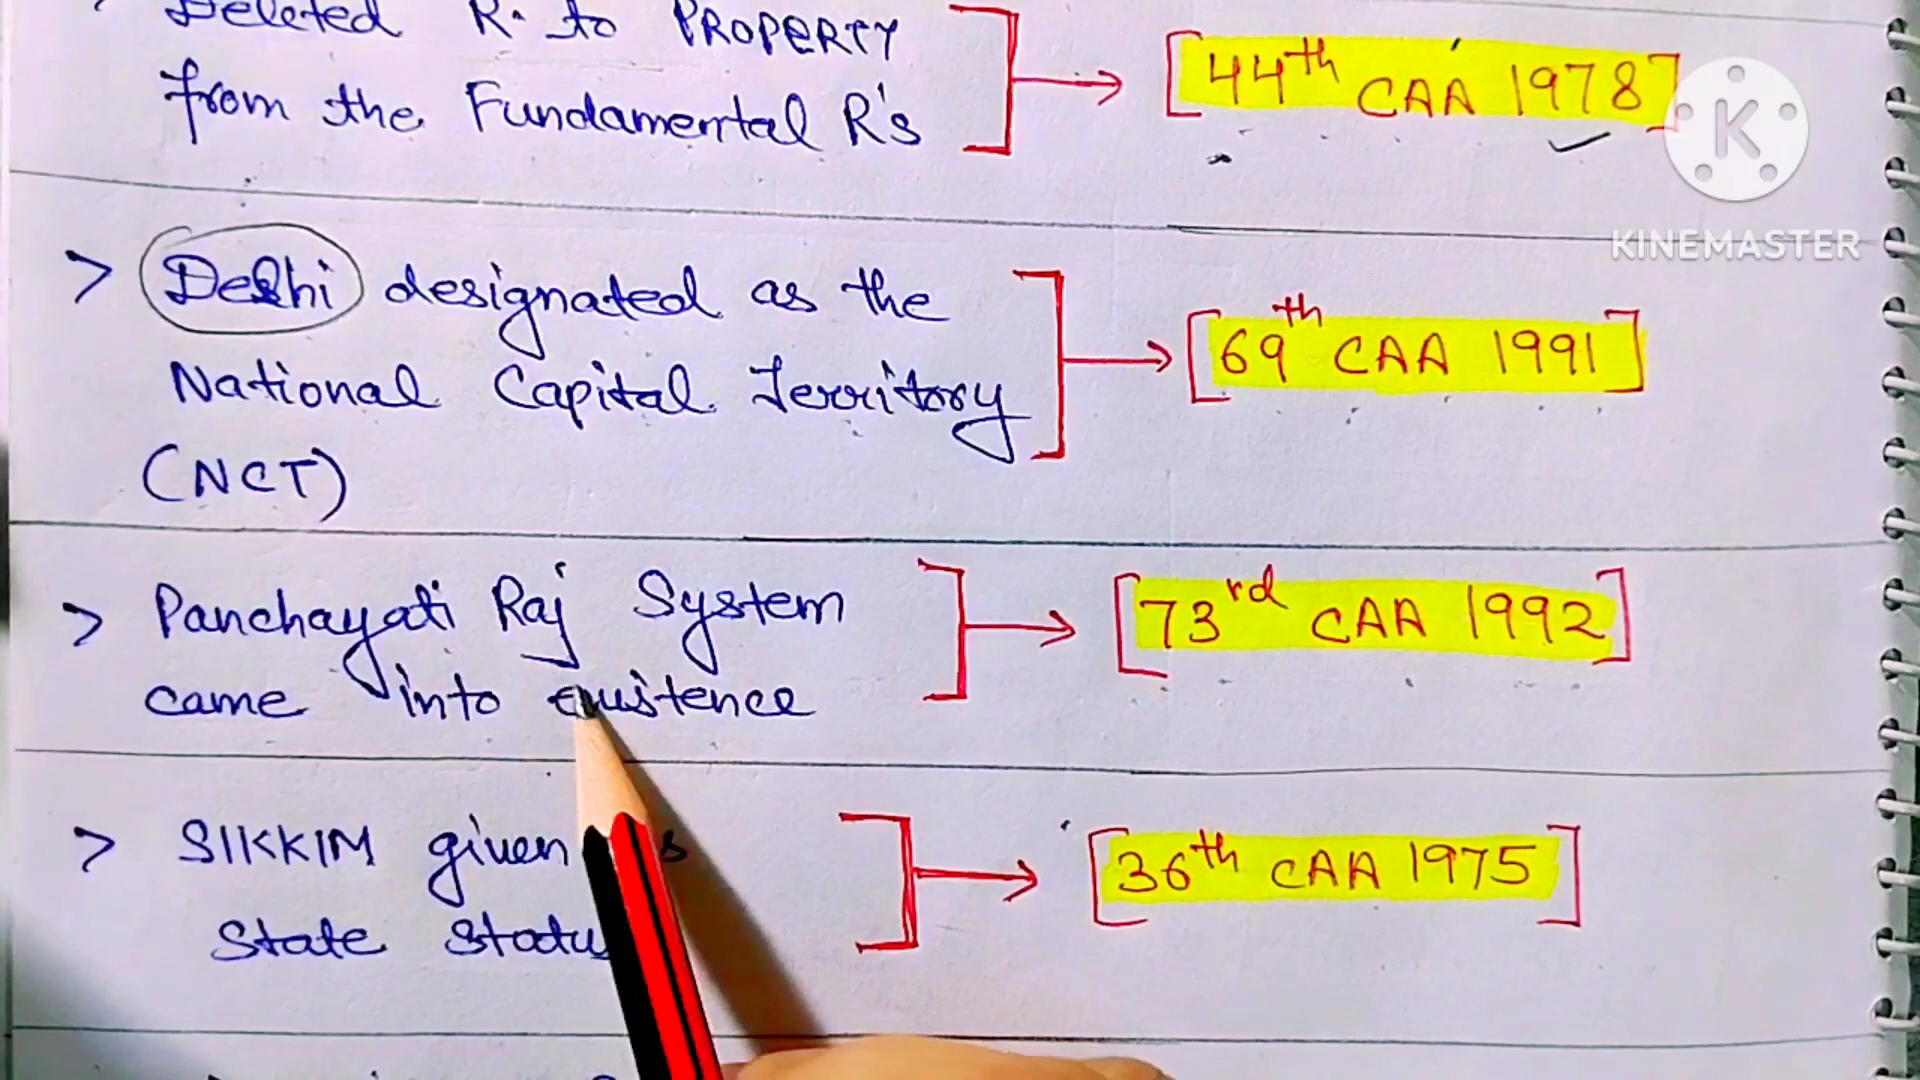 Deleted R. to PROPERTY
from the Fundamental R's
[44th CAA 1978]
K
KINEMASTER
> Delhi designated as the
National Capital Territory
(NCT)
[69th CAA 1991]
> Panchayati Raj System
came into existence
[73rd CAA 1992]
> SIKKIM given
State Status
[36th CAA 1975]